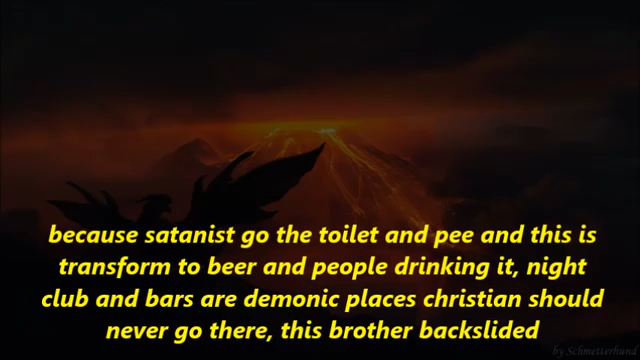 because satanist go the toilet and pee and this is
transform to beer and people drinking it, night
club and bars are demonic places christian should
never go there, this brother backslided
by Schmetterhund